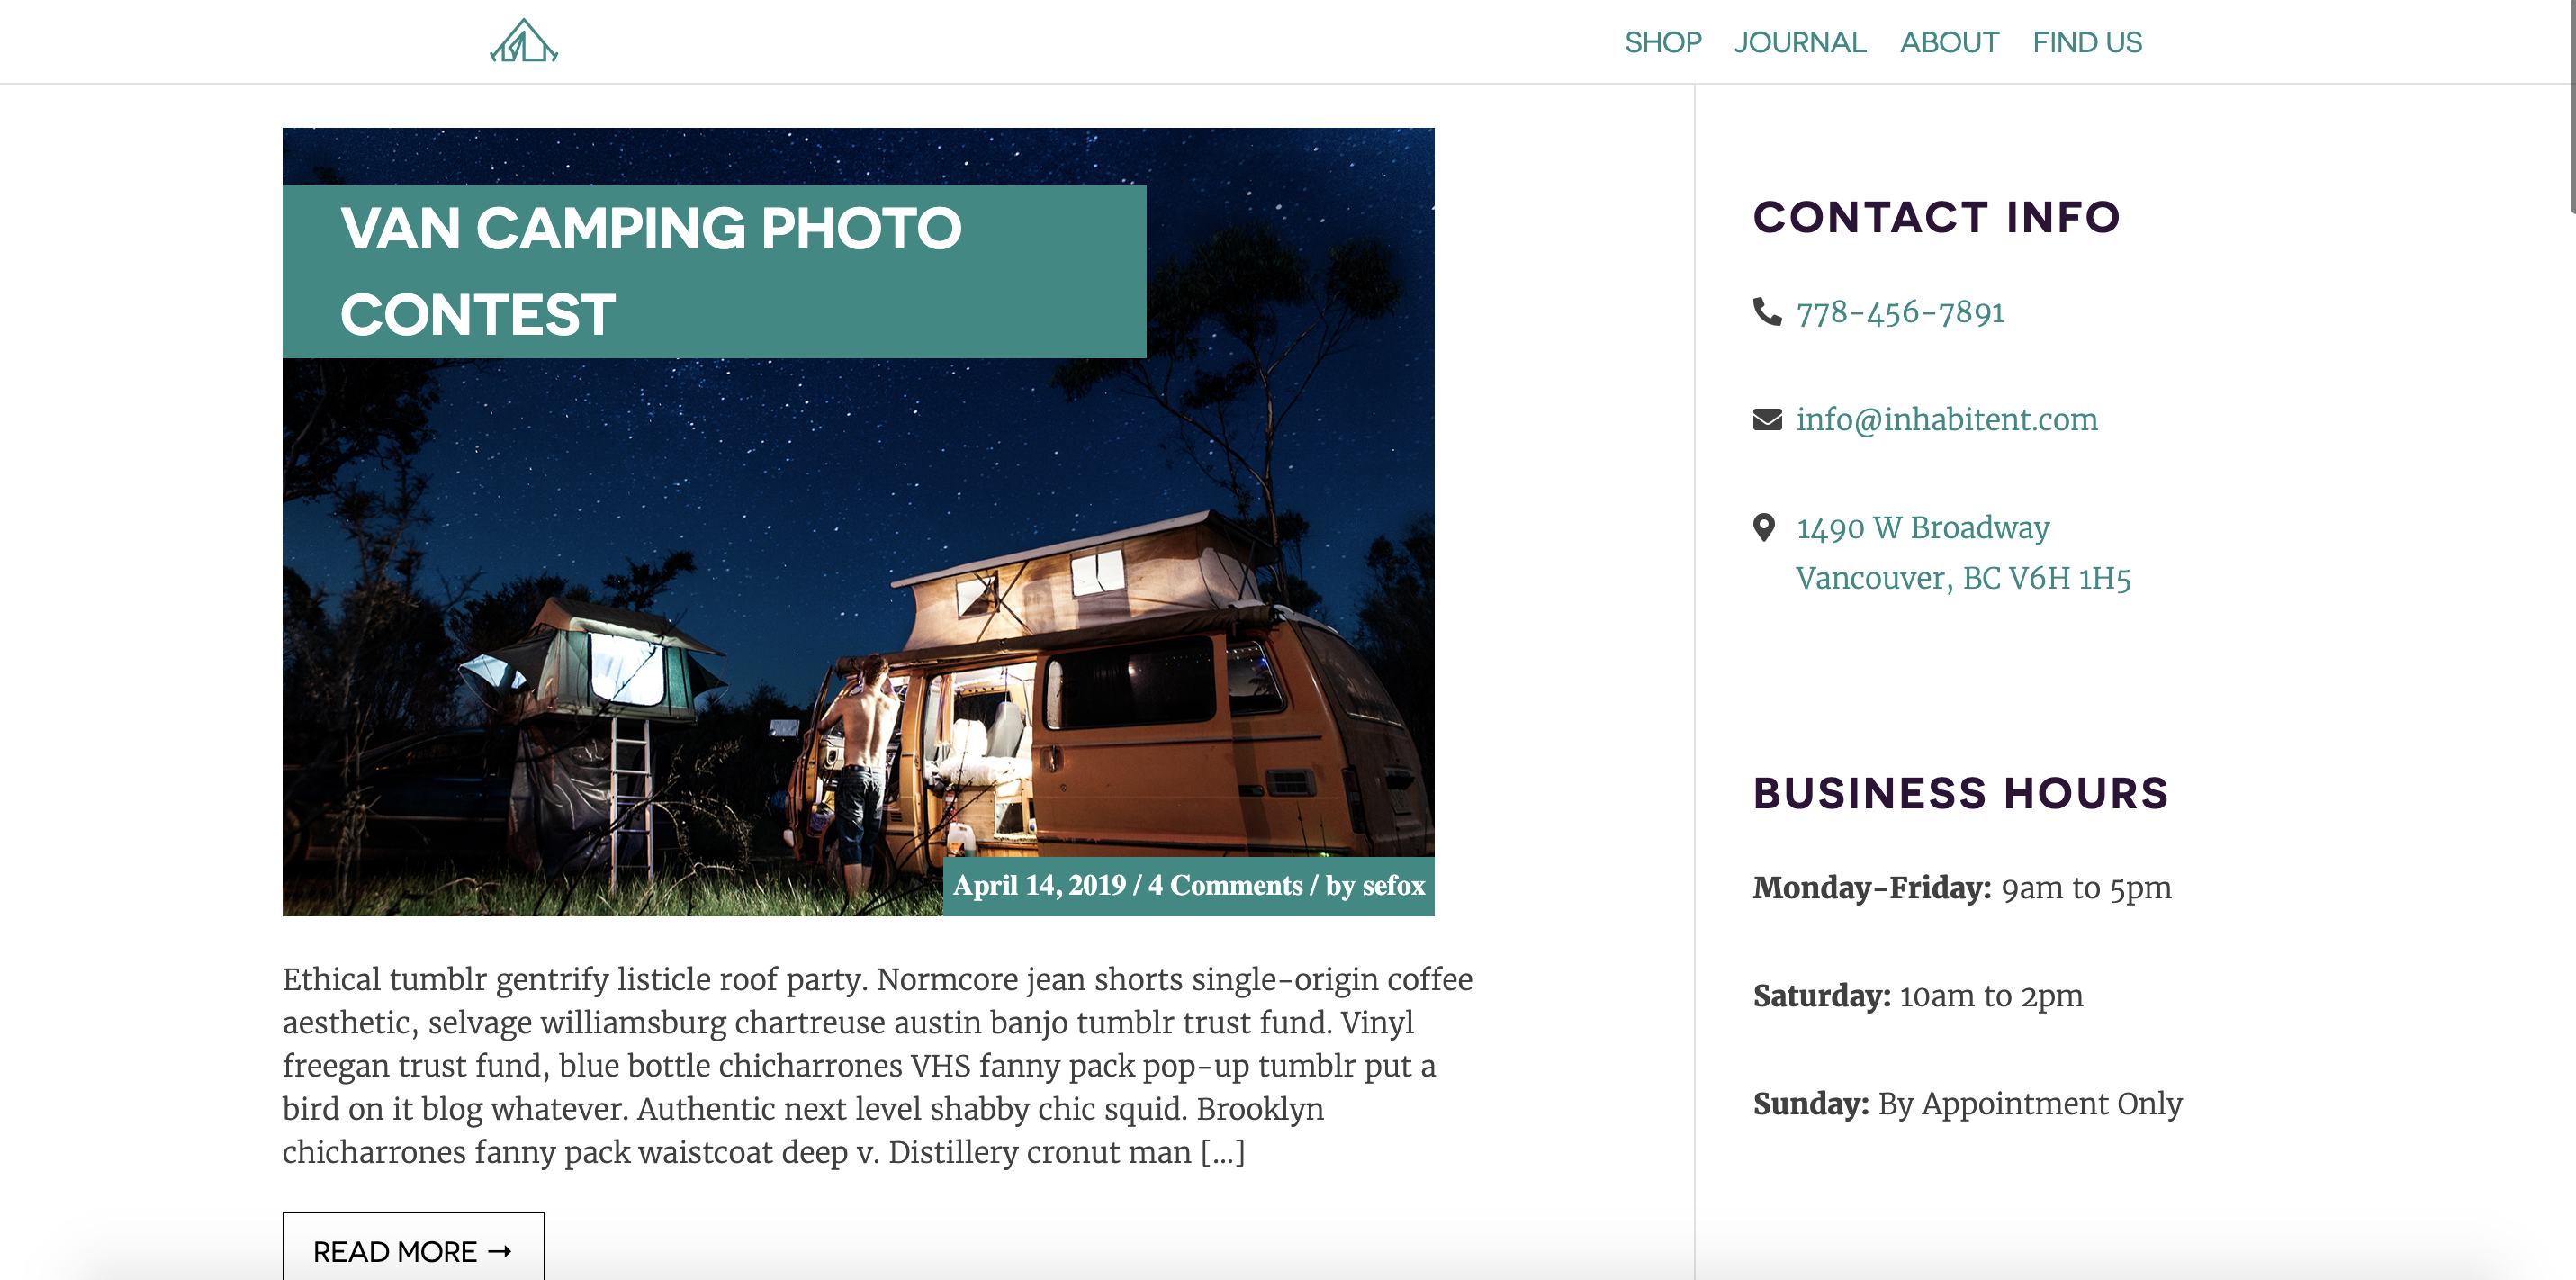 SHOP JOURNAL ABOUT FIND US
VAN CAMPING PHOTO
CONTEST
April 14, 2019 / 4 Comments / by sefox
Ethical tumblr gentrify listicle roof party. Normcore jean shorts single-origin coffee
aesthetic, selvage williamsburg chartreuse austin banjo tumblr trust fund. Vinyl
freegan trust fund, blue bottle chicharrones VHS fanny pack pop-up tumblr put a
bird on it blog whatever. Authentic next level shabby chic squid. Brooklyn
chicharrones fanny pack waistcoat deep v. Distillery cronut man [...]
READ MORE →
CONTACT INFO
778-456-7891
info@inhabitent.com
1490 W Broadway
Vancouver, BC V6H 1H5
BUSINESS HOURS
Monday-Friday: 9am to 5pm
Saturday: 10am to 2pm
Sunday: By Appointment Only